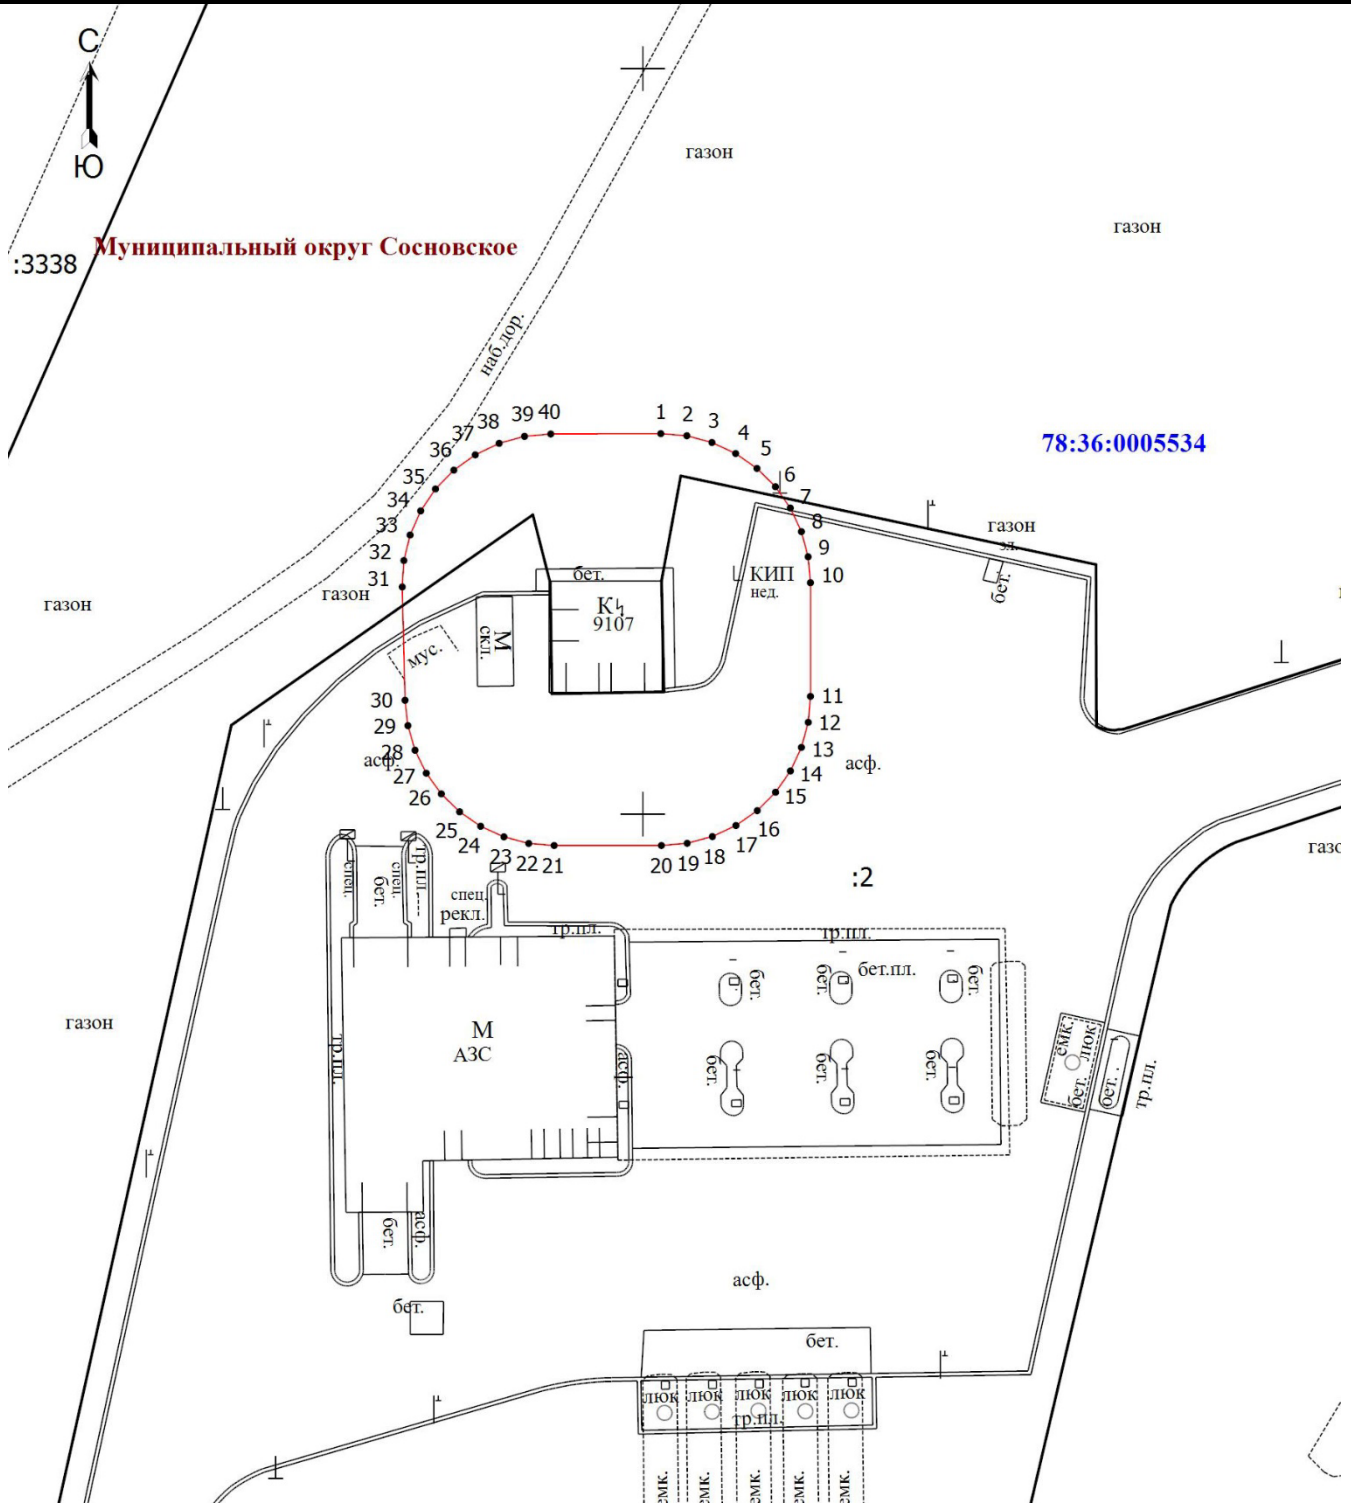 С
Ю
газон
газон
Муниципальный округ Сосновское
:3338
наб.дор.
78:36:0005534
1
2
3
4
5
6
7
8
9
10
11
12
13
14
15
16
17
18
19
20
21
22
23
24
25
26
27
28
29
30
31
32
33
34
35
36
37
38
39
40
газон
эл.
бет.
бет.
КИП
нед.
К
9107
М
скл.
мус.
газон
газон
асф.
асф.
:2
газо
спец.
бет.
спец.
тр.пл.
спец.
рекл.
тр.пл.
тр.пл.
бет.
бет.
бет.пл.
бет.
газон
М
АЗС
тр.пл.
асф.
бет.
бет.
бет.
емк.
люк
бет.
бет.
тр.пл.
бет.
асф.
бет.
асф.
бет.
люк
люк
люк
люк
люк
тр.пл.
емк.
емк.
емк.
емк.
емк.